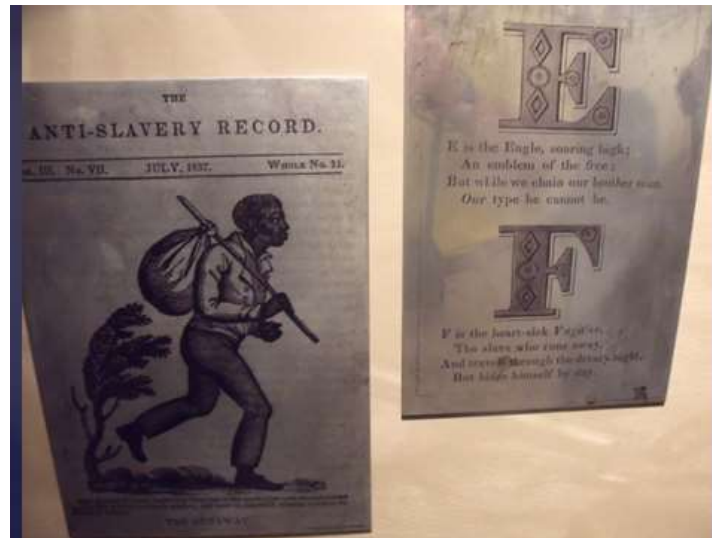 THE
ANTI-SLAVERY RECORD.
III. No. VII. JULY, 1837. WHOLE No. 31.
THE RUNAWAY
E
E is the Eagle, soaring high;
An emblem of the free;
But while we chain our brother man,
Our type he cannot be.
F
F is the heart-sick Fugitive,
The slave who runs away,
And travels through the dreary night,
But hides himself by day.